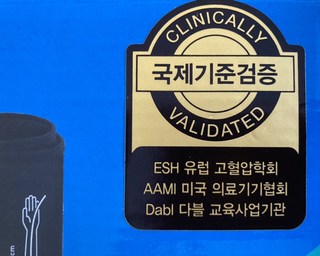 CLINICALLY
국제기준검증
VALIDATED
ESH 유럽 고혈압학회
AAMI 미국 의료기기협회
Dabl 다블 교육사업기관
cm